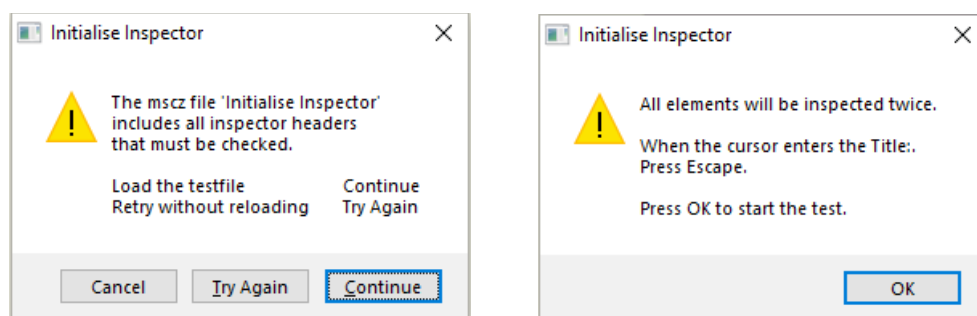 Initialise Inspector
The mscz file 'Initialise Inspector'
includes all inspector headers
that must be checked.
Load the testfile Continue
Retry without reloading Try Again
Cancel Try Again Continue
Initialise Inspector
All elements will be inspected twice.
When the cursor enters the Title:.
Press Escape.
Press OK to start the test.
OK